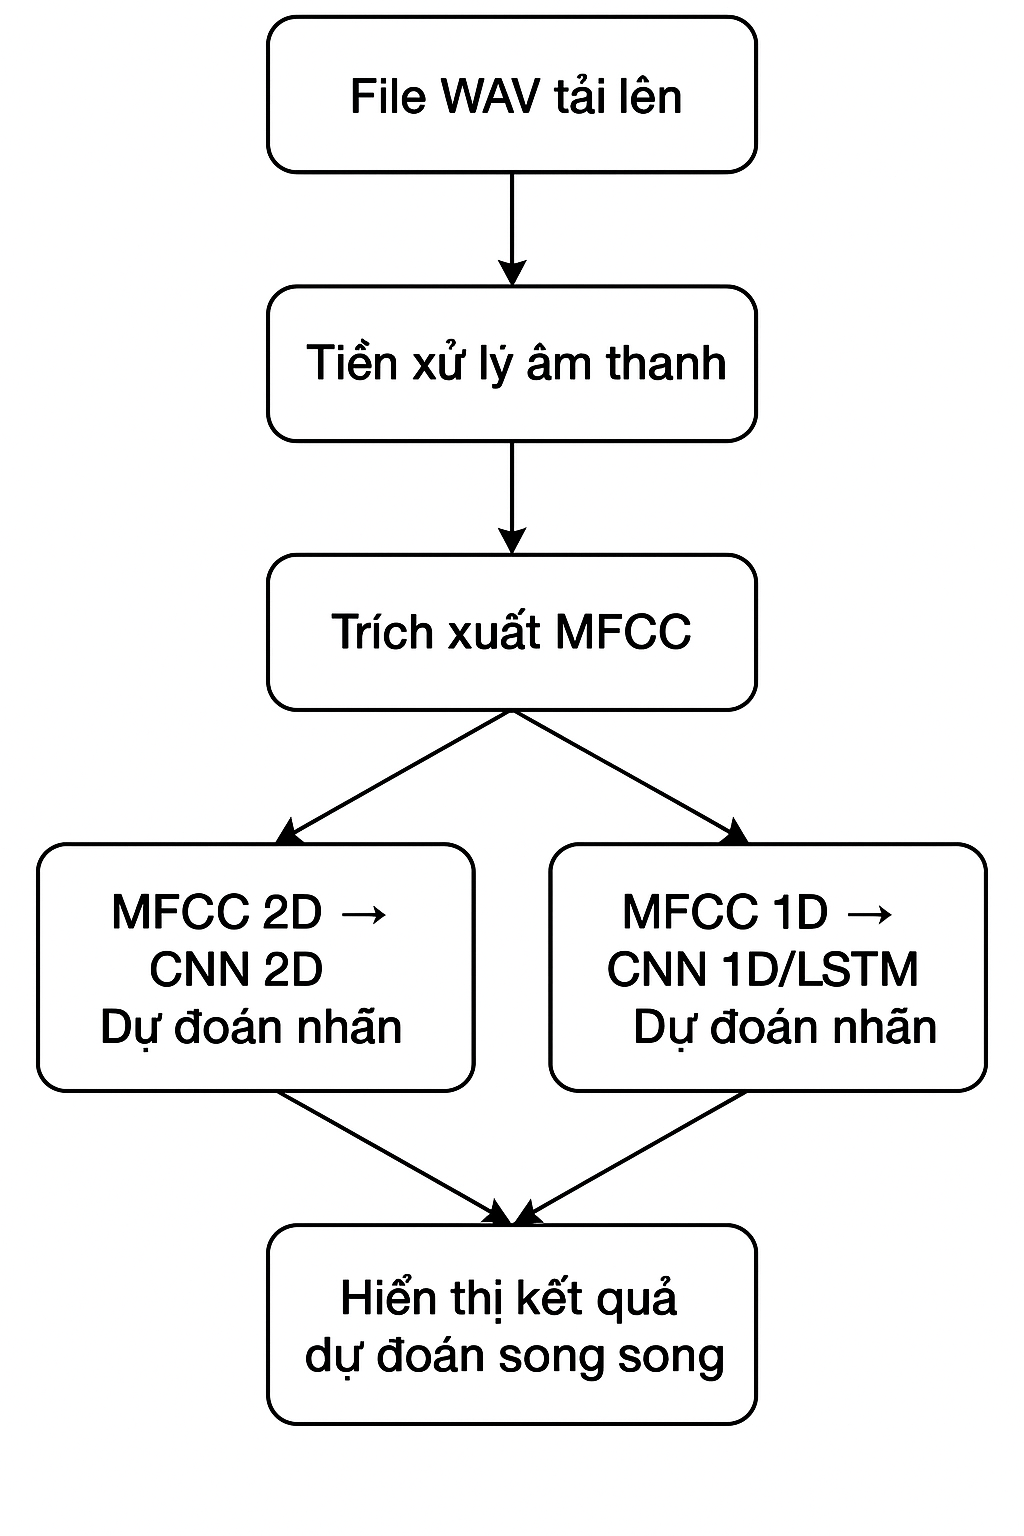 File WAV tải lên
Tiền xử lý âm thanh
Trích xuất MFCC
MFCC 2D →
CNN 2D
Dự đoán nhãn
MFCC 1D →
CNN 1D/LSTM
Dự đoán nhãn
Hiển thị kết quả
dự đoán song song